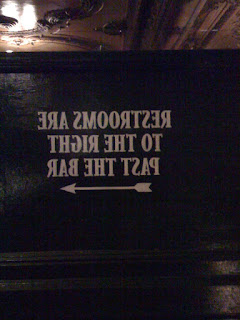 RESTROOMS ARE
TO THE RIGHT
PAST THE BAR